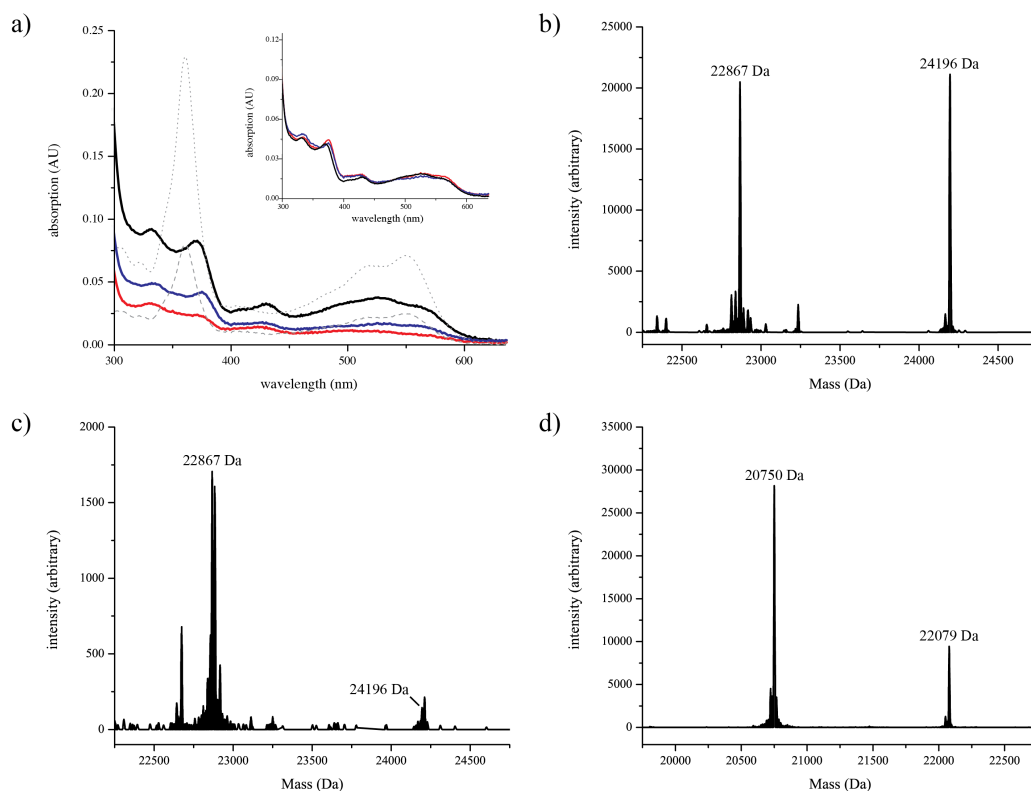 a)
0.25
0.20
0.15
0.10
0.05
0.00
absorption (AU)
300 400 500 600
wavelength (nm)
0.12
0.09
0.06
0.03
0.00
absorption (AU)
300 400 500 600
wavelength (nm)
b)
25000
20000
15000
10000
5000
0
intensity (arbitrary)
22867 Da
24196 Da
22500 23000 23500 24000 24500
Mass (Da)
c)
2000
1750
1500
1250
1000
750
500
250
0
intensity (arbitrary)
22867 Da
24196 Da
22500 23000 23500 24000 24500
Mass (Da)
d)
35000
30000
25000
20000
15000
10000
5000
0
intensity (arbitrary)
20750 Da
22079 Da
20000 20500 21000 21500 22000 22500
Mass (Da)